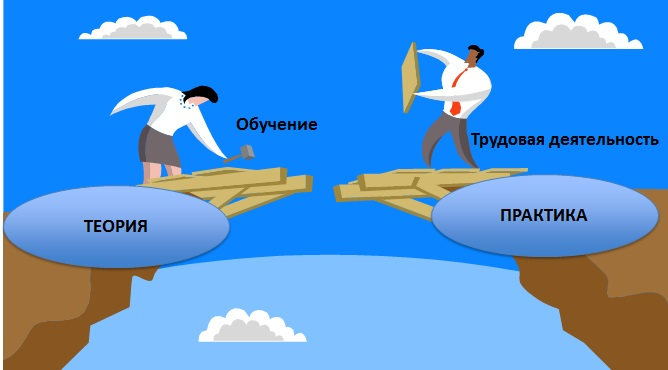 Обучение
Трудовая деятельность
ТЕОРИЯ
ПРАКТИКА